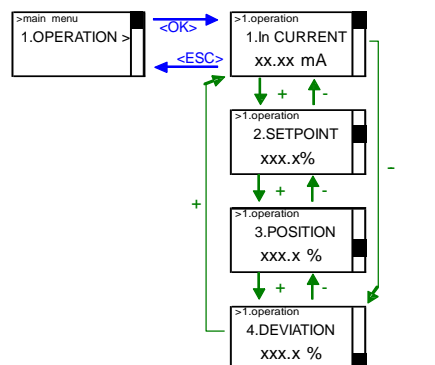 >main menu
1.OPERATION >
<OK>
<ESC>
>1.operation
1.In CURRENT
xx.xx mA
+ -
>1.operation
2.SETPOINT
xxx.x%
-
+ -
+
>1.operation
3.POSITION
xxx.x %
+ -
>1.operation
4.DEVIATION
xxx.x %